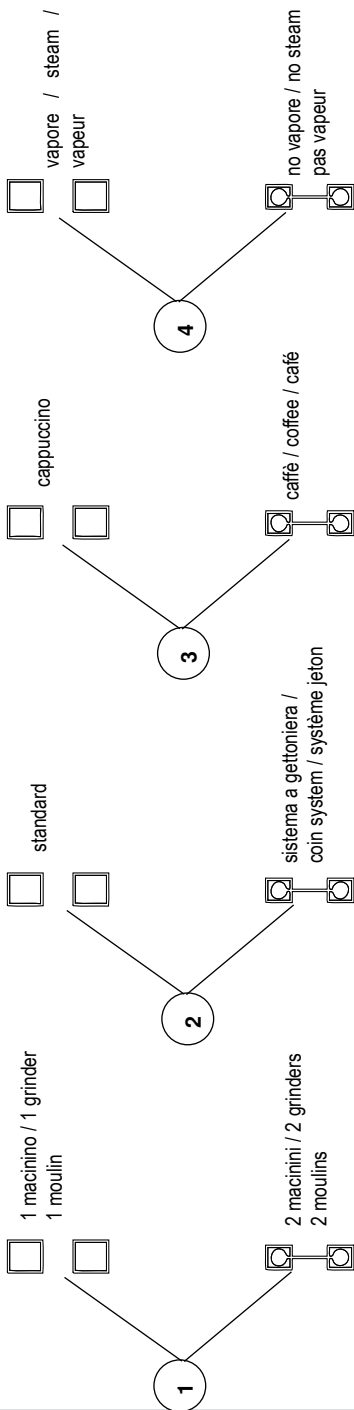 1
1 macinino / 1 grinder
1 moulin
2 macinini / 2 grinders
2 moulins
2
standard
sistema a gettoniera /
coin system / système jeton
3
cappuccino
caffè / coffee / café
4
vapore / steam /
vapeur
no vapore / no steam
pas vapeur